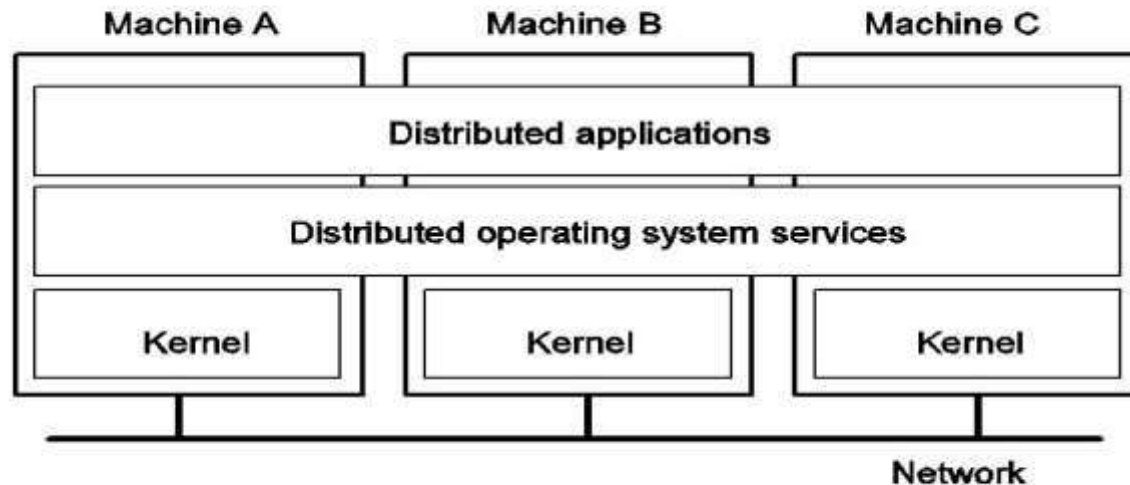 Machine A
Machine B
Machine C
Distributed applications
Distributed operating system services
Kernel
Kernel
Kernel
Network